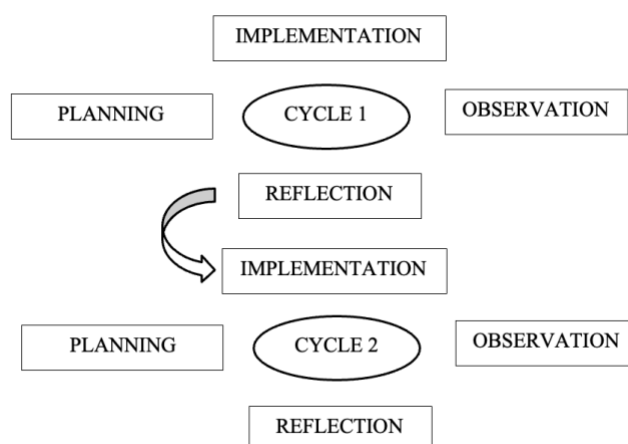 IMPLEMENTATION
PLANNING
CYCLE 1
OBSERVATION
REFLECTION
IMPLEMENTATION
PLANNING
CYCLE 2
OBSERVATION
REFLECTION